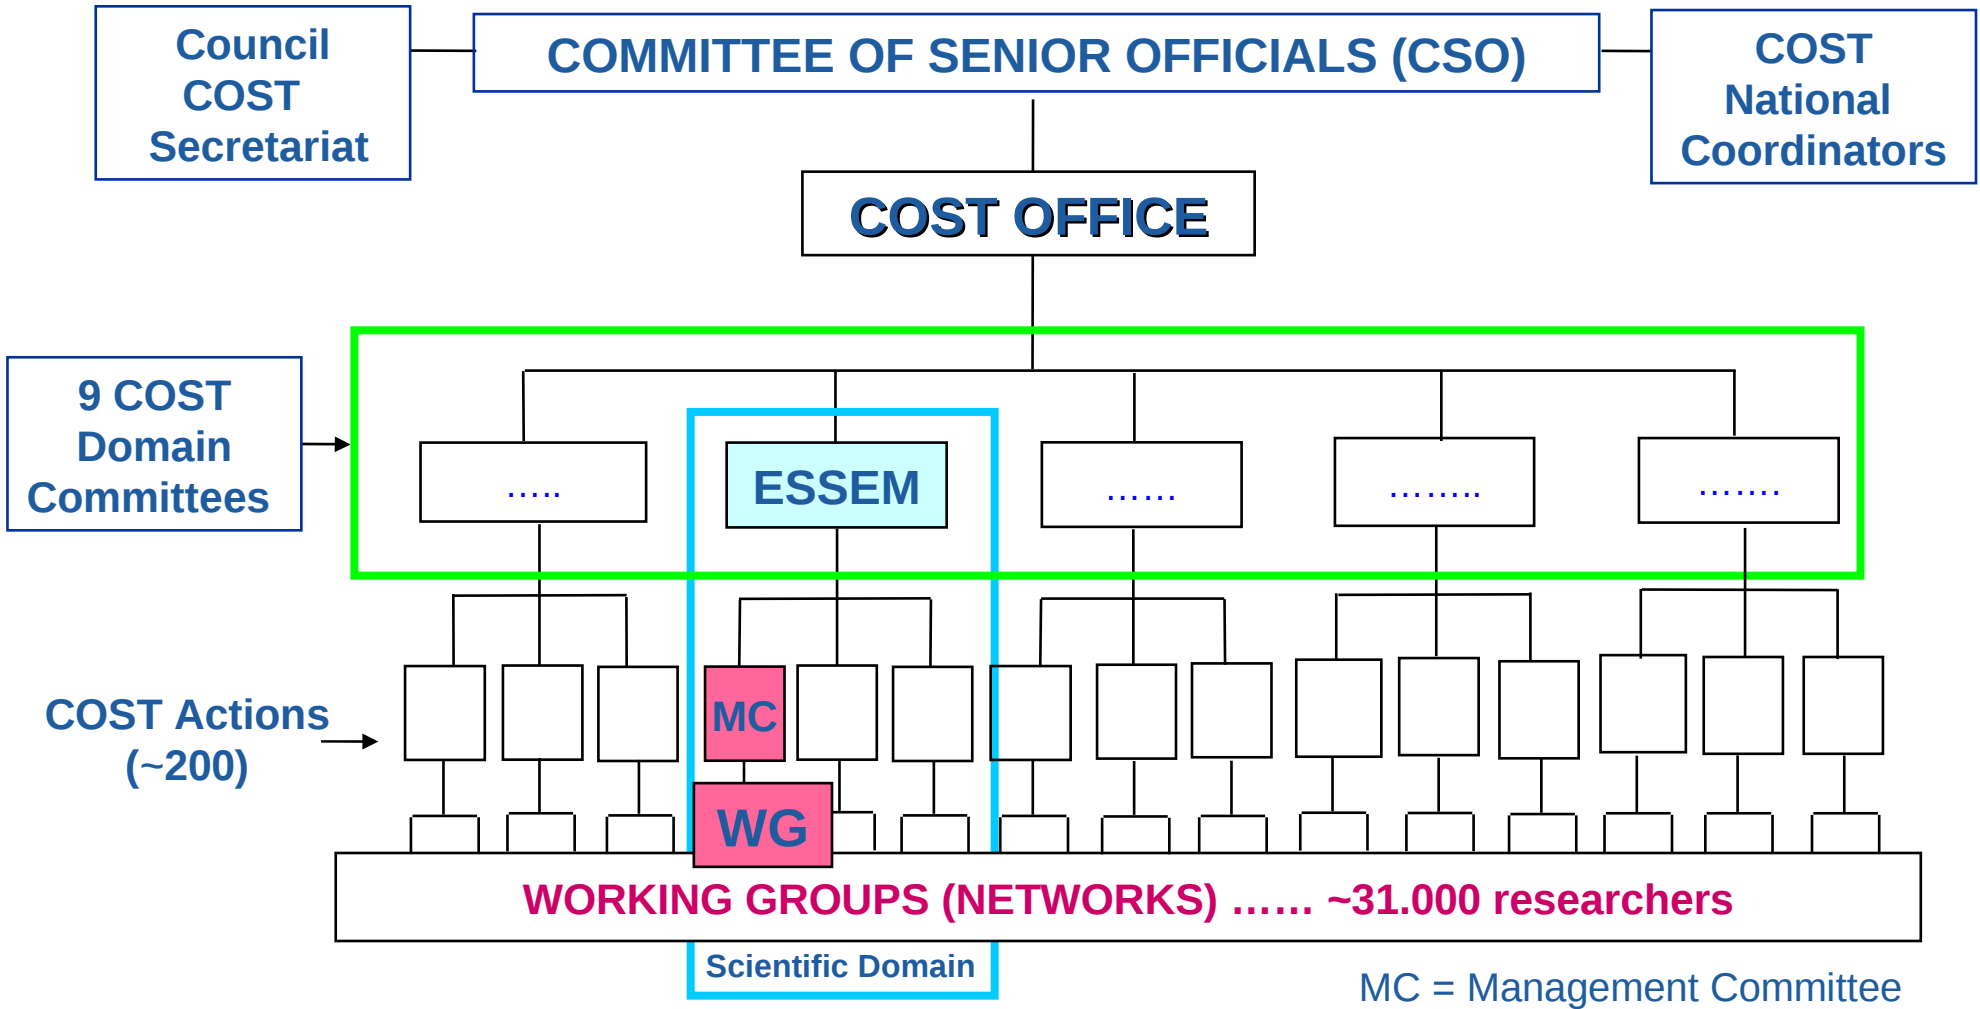 Council
COST
Secretariat
COMMITTEE OF SENIOR OFFICIALS (CSO)
COST
National
Coordinators
COST OFFICE
9 COST
Domain
Committees
.....
ESSEM
……
……..
…….
COST Actions
(~200)
MC
WG
WORKING GROUPS (NETWORKS) …… ~31.000 researchers
Scientific Domain
MC = Management Committee